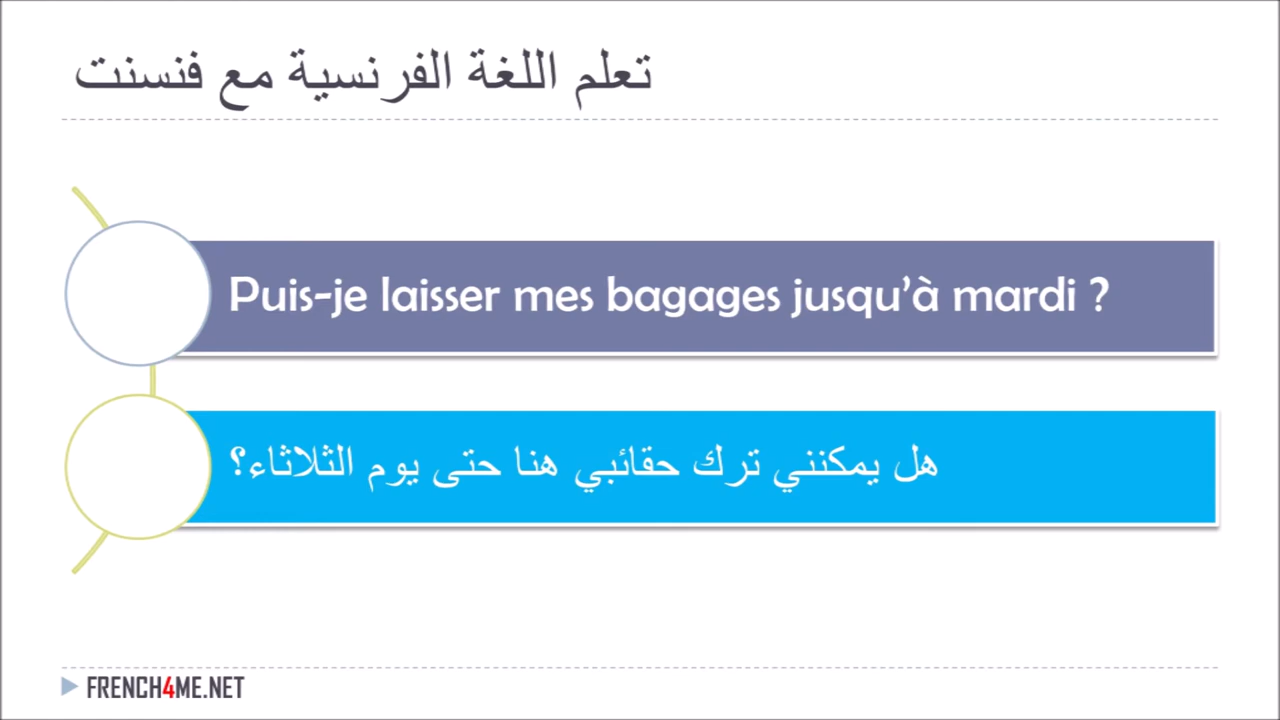 تعلم اللغة الفرنسية مع فنسنت
Puis-je laisser mes bagages jusqu’à mardi ?
هل يمكنني ترك حقائبي هنا حتى يوم الثلاثاء؟
FRENCH4ME.NET